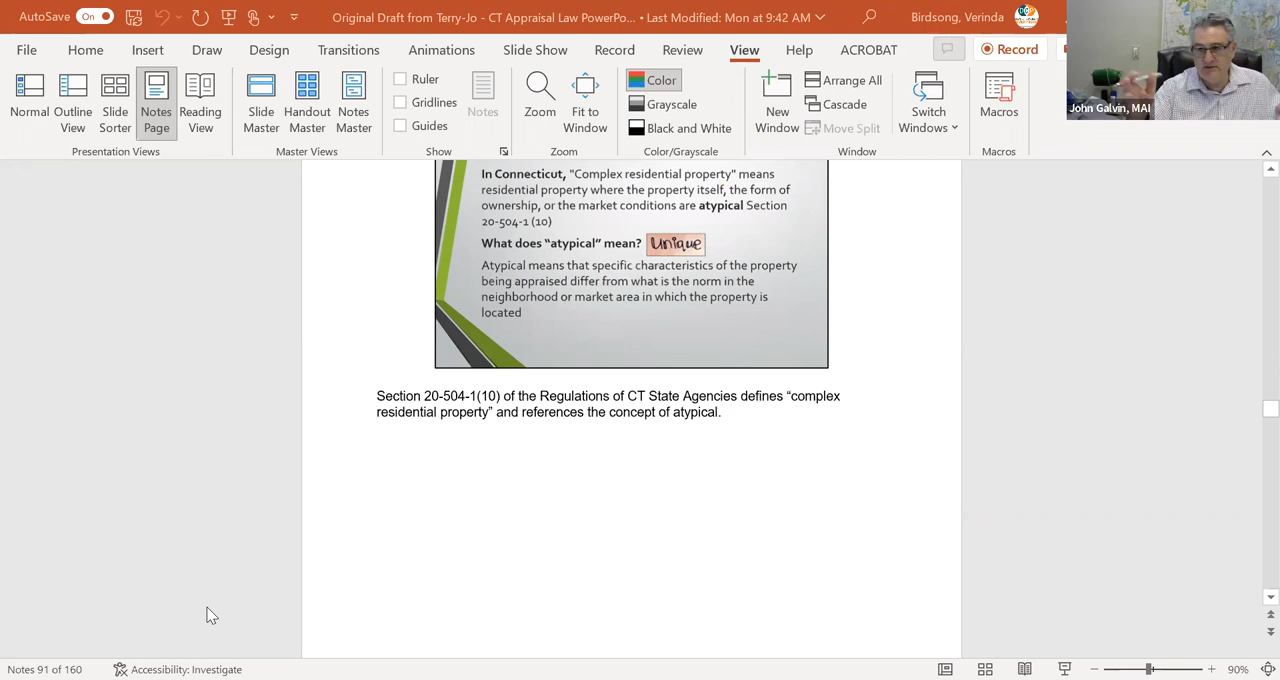 AutoSave On Original Draft from Terry-Jo - CT Appraisal Law PowerPo... • Last Modified: Mon at 9:42 AM Birdsong, Verinda
File Home Insert Draw Design Transitions Animations Slide Show Record Review View Help ACROBAT Record
Normal Outline View Slide Sorter Notes Page Reading View
Slide Master Handout Master Notes Master
Ruler
Gridlines
Guides
Notes
Zoom Fit to Window
Color
Grayscale
Black and White
New Window
Arrange All
Cascade
Move Split
Switch Windows
Macros
Presentation Views Master Views Show Zoom Color/Grayscale Window Macros
John Galvin, MAI
In Connecticut, "Complex residential property" means
residential property where the property itself, the form of
ownership, or the market conditions are atypical Section
20-504-1 (10)
What does “atypical” mean? Unique
Atypical means that specific characteristics of the property
being appraised differ from what is the norm in the
neighborhood or market area in which the property is
located
Section 20-504-1(10) of the Regulations of CT State Agencies defines “complex
residential property” and references the concept of atypical.
Notes 91 of 160 Accessibility: Investigate 90%